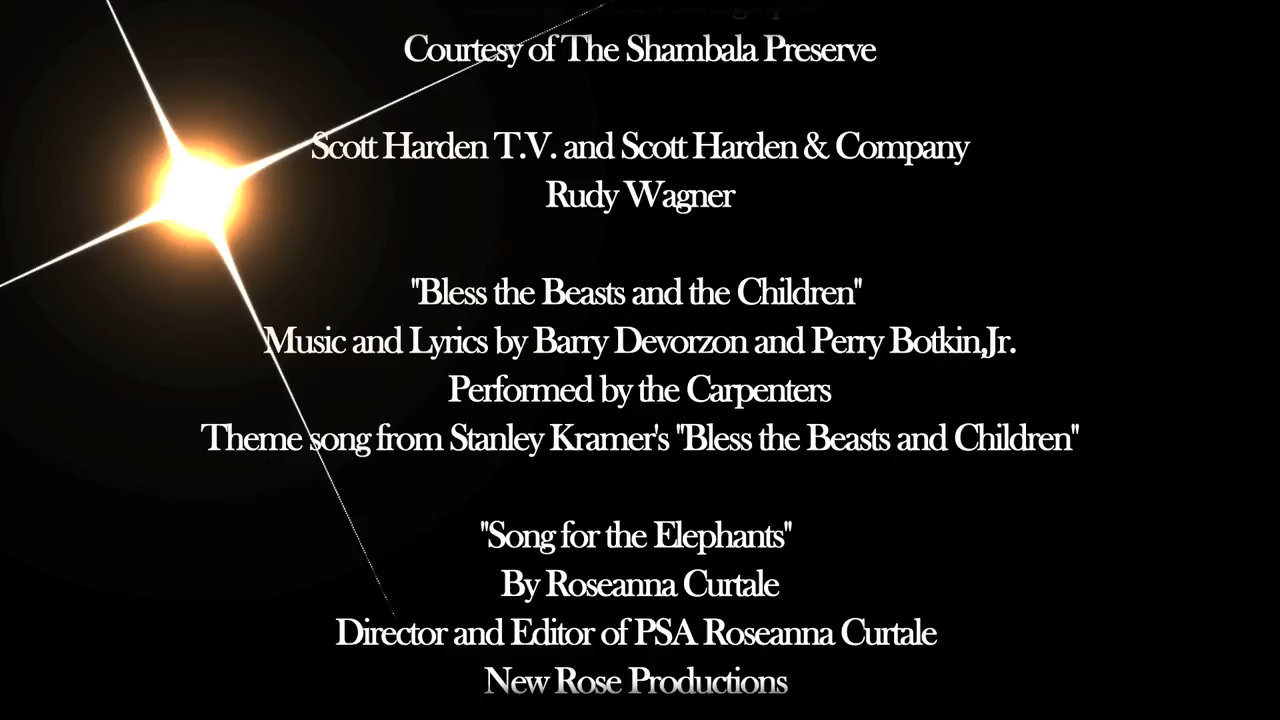 Courtesy of The Shambala Preserve
Scott Harden T.V. and Scott Harden & Company
Rudy Wagner
"Bless the Beasts and the Children"
Music and Lyrics by Barry Devorzon and Perry Botkin,Jr.
Performed by the Carpenters
Theme song from Stanley Kramer's "Bless the Beasts and Children"
"Song for the Elephants"
By Roseanna Curtale
Director and Editor of PSA Roseanna Curtale
New Rose Productions